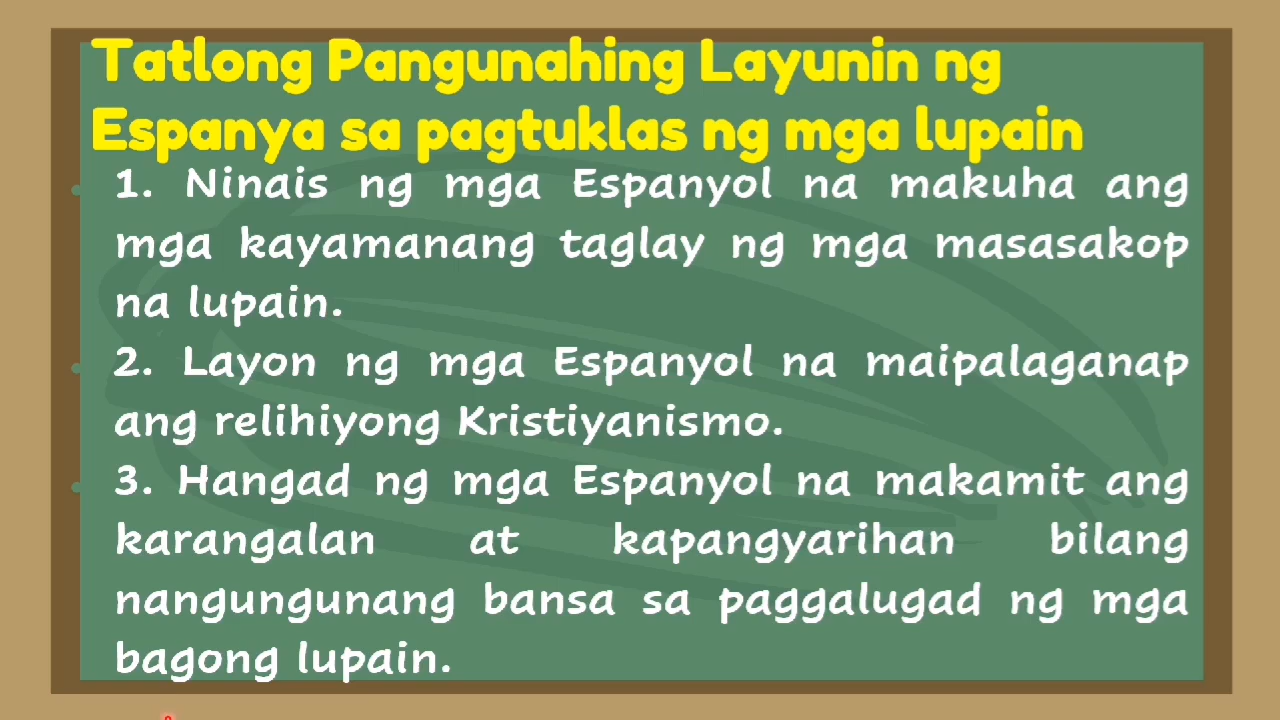 Tatlong Pangunahing Layunin ng
Espanya sa pagtuklas ng mga lupain
1. Ninais ng mga Espanyol na makuha ang
mga kayamanang taglay ng mga masasakop
na lupain.
2. Layon ng mga Espanyol na maipalaganap
ang relihiyong Kristiyanismo.
3. Hangad ng mga Espanyol na makamit ang
karangalan at kapangyarihan bilang
nangungunang bansa sa paggalugad ng mga
bagong lupain.